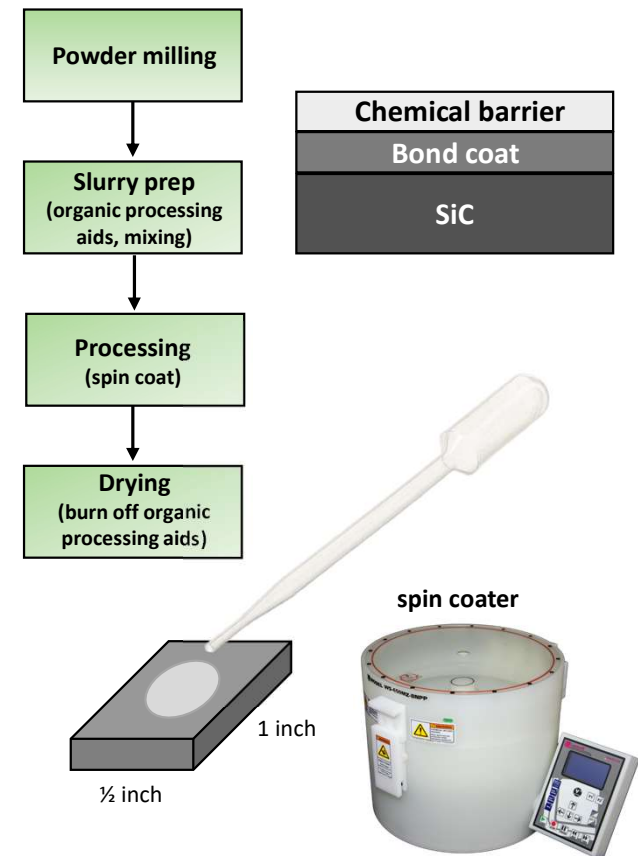 Powder milling
Slurry prep
(organic processing
aids, mixing)
Processing
(spin coat)
Drying
(burn off organic
processing aids)
Chemical barrier
Bond coat
SiC
1 inch
½ inch
spin coater